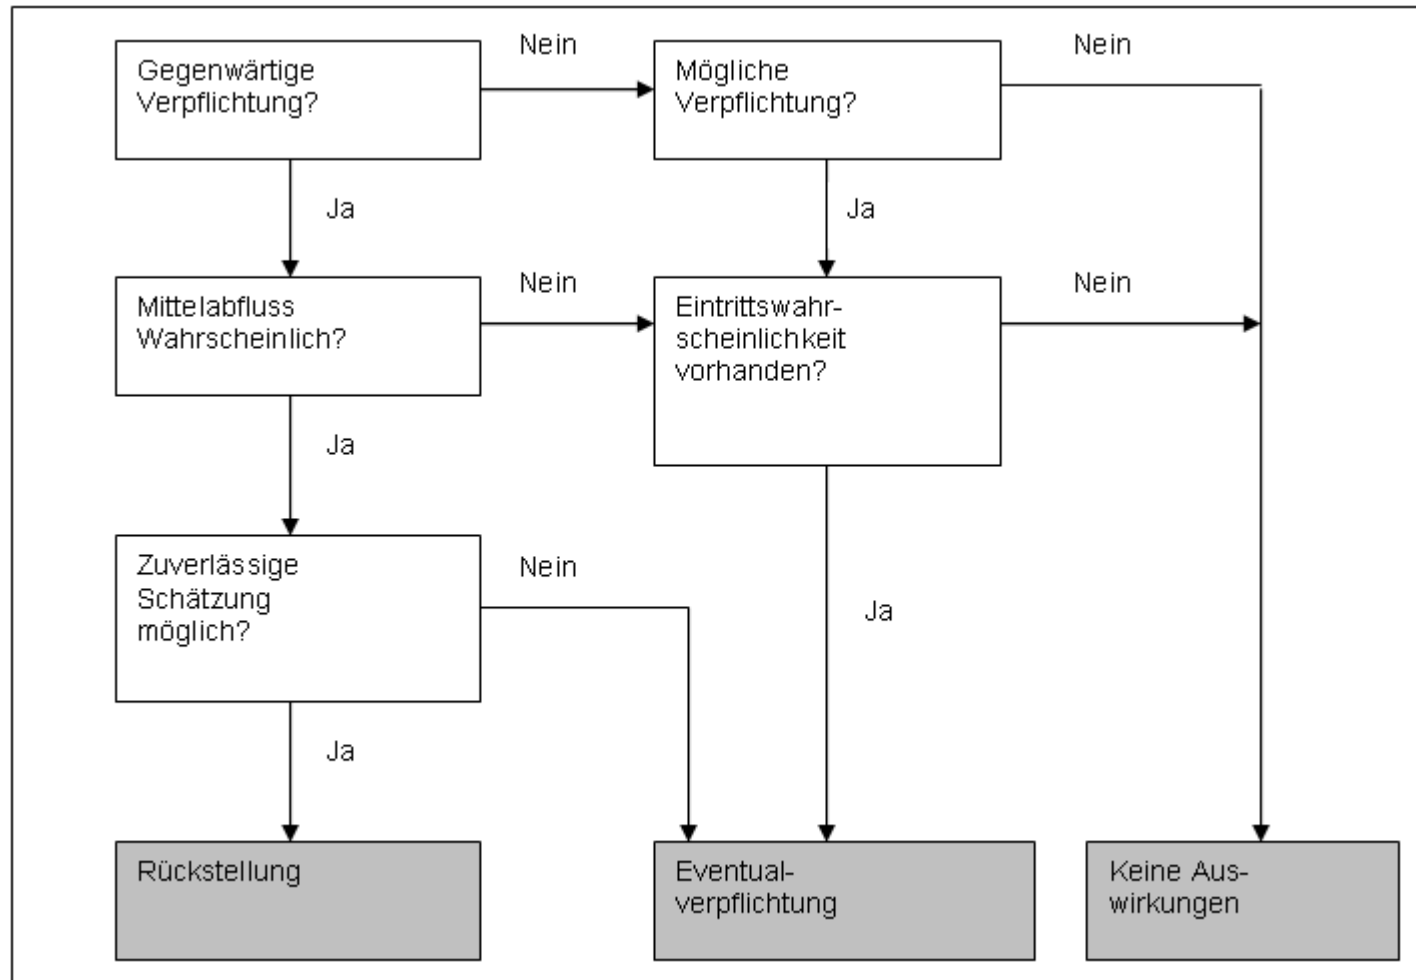 Gegenwärtige
Verpflichtung?
Nein
Mögliche
Verpflichtung?
Nein
Ja
Ja
Mittelabfluss
Wahrscheinlich?
Nein
Eintrittswahr-
scheinlichkeit
vorhanden?
Nein
Ja
Zuverlässige
Schätzung
möglich?
Nein
Ja
Ja
Rückstellung
Eventual-
verpflichtung
Keine Aus-
wirkungen